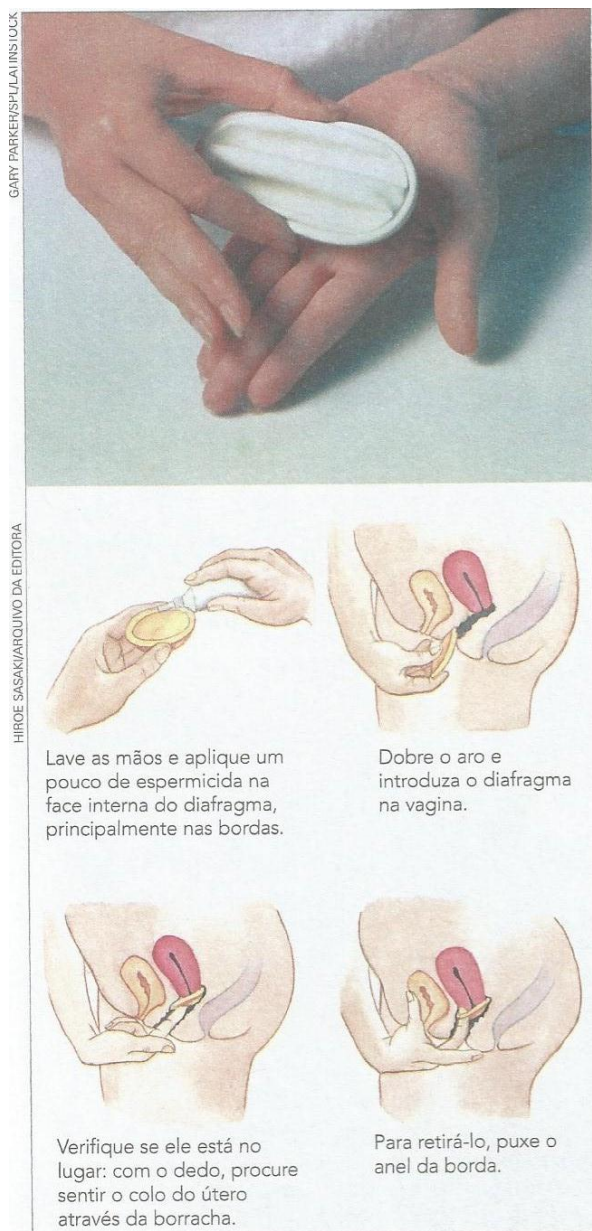 GARY PARKER/SPL/LATINSTOCK
HIROE SASAKI/ARQUIVO DA EDITORA
Lave as mãos e aplique um
pouco de espermicida na
face interna do diafragma,
principalmente nas bordas.
Dobre o aro e
introduza o diafragma
na vagina.
Verifique se ele está no
lugar: com o dedo, procure
sentir o colo do útero
através da borracha.
Para retirá-lo, puxe o
anel da borda.